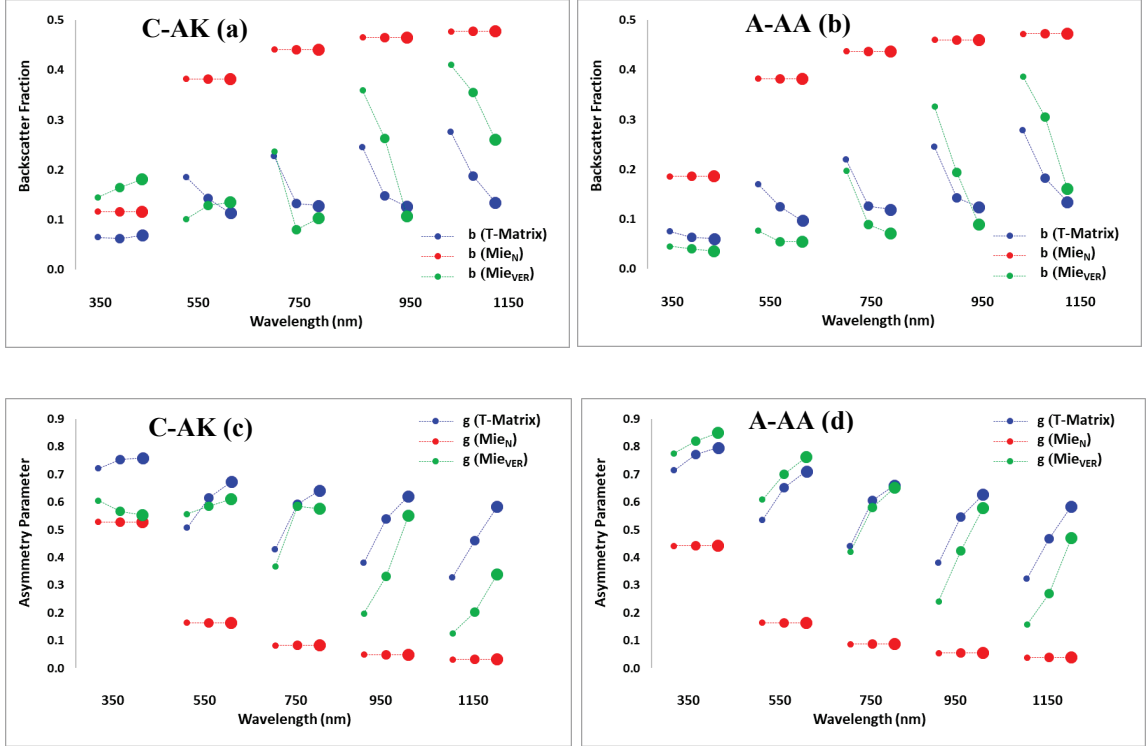 C-AK (a)
Backscatter Fraction
0.5
0.4
0.3
0.2
0.1
0.0
b (T-Matrix)
b (MieN)
b (MieVER)
350 550 750 950 1150
Wavelength (nm)
A-AA (b)
Backscatter Fraction
0.5
0.4
0.3
0.2
0.1
0.0
b (T-Matrix)
b (MieN)
b (MieVER)
350 550 750 950 1150
Wavelength (nm)
C-AK (c)
Asymmetry Parameter
0.9
0.8
0.7
0.6
0.5
0.4
0.3
0.2
0.1
0.0
g (T-Matrix)
g (MieN)
g (MieVER)
350 550 750 950 1150
Wavelength (nm)
A-AA (d)
Asymmetry Parameter
0.9
0.8
0.7
0.6
0.5
0.4
0.3
0.2
0.1
0.0
g (T-Matrix)
g (MieN)
g (MieVER)
350 550 750 950 1150
Wavelength (nm)